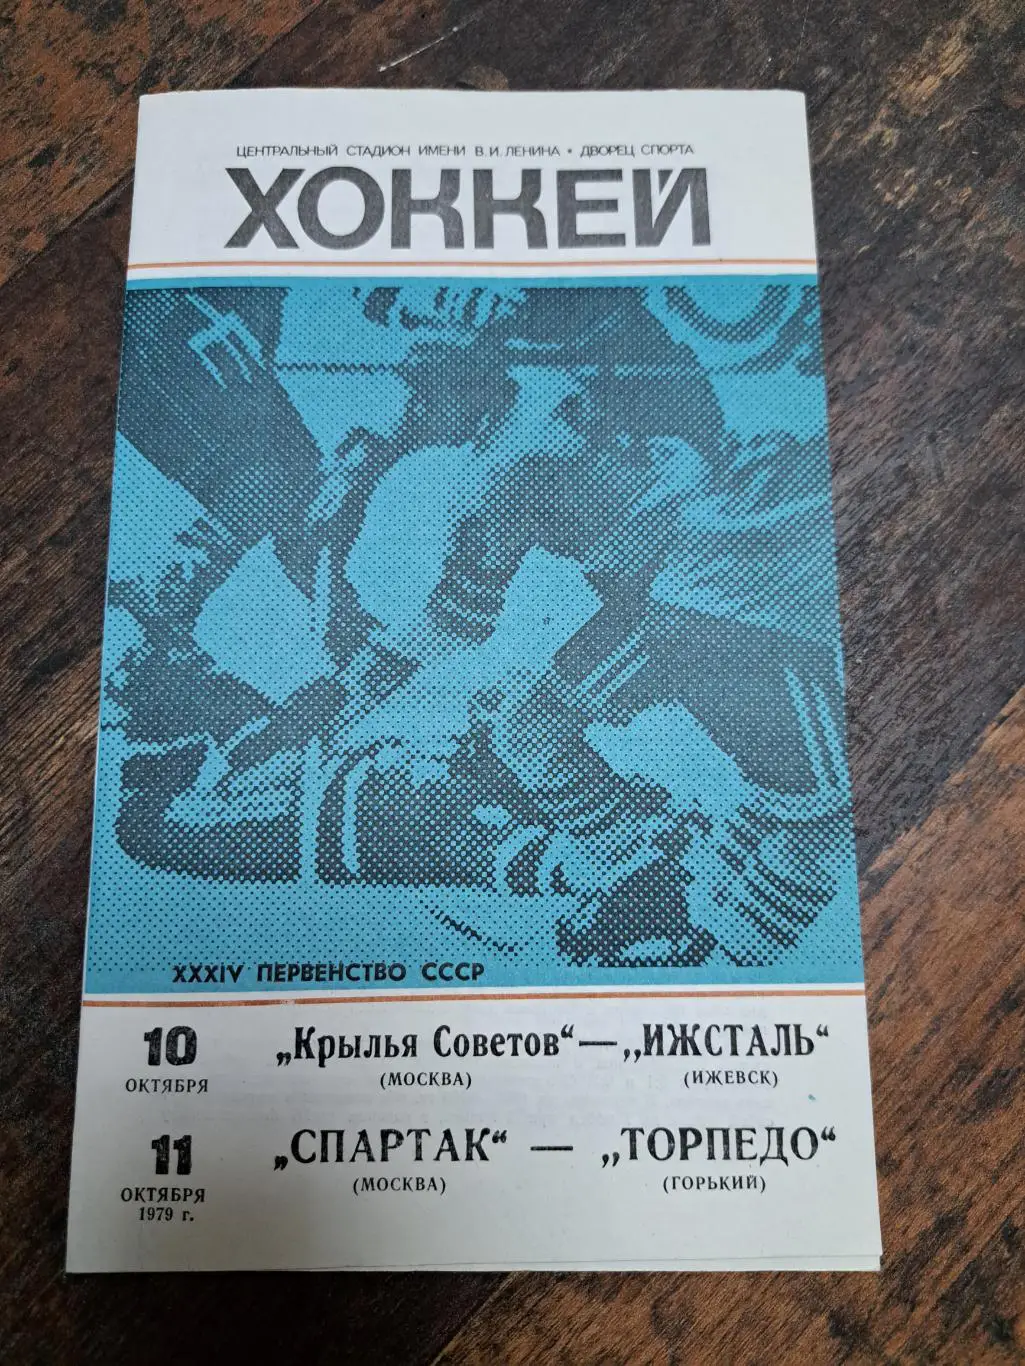 ЦЕНТРАЛЬНЫЙ СТАДИОН ИМЕНИ В.И.ЛЕНИНА • ДВОРЕЦ СПОРТА
ХОККЕЙ
XXXIV ПЕРВЕНСТВО СССР
10 „Крылья Советов“ — „ИЖСТАЛЬ“
ОКТЯБРЯ (МОСКВА) (ИЖЕВСК)
11 „СПАРТАК“ — „ТОРПЕДО“
ОКТЯБРЯ (МОСКВА) (ГОРЬКИЙ)
1979 г.